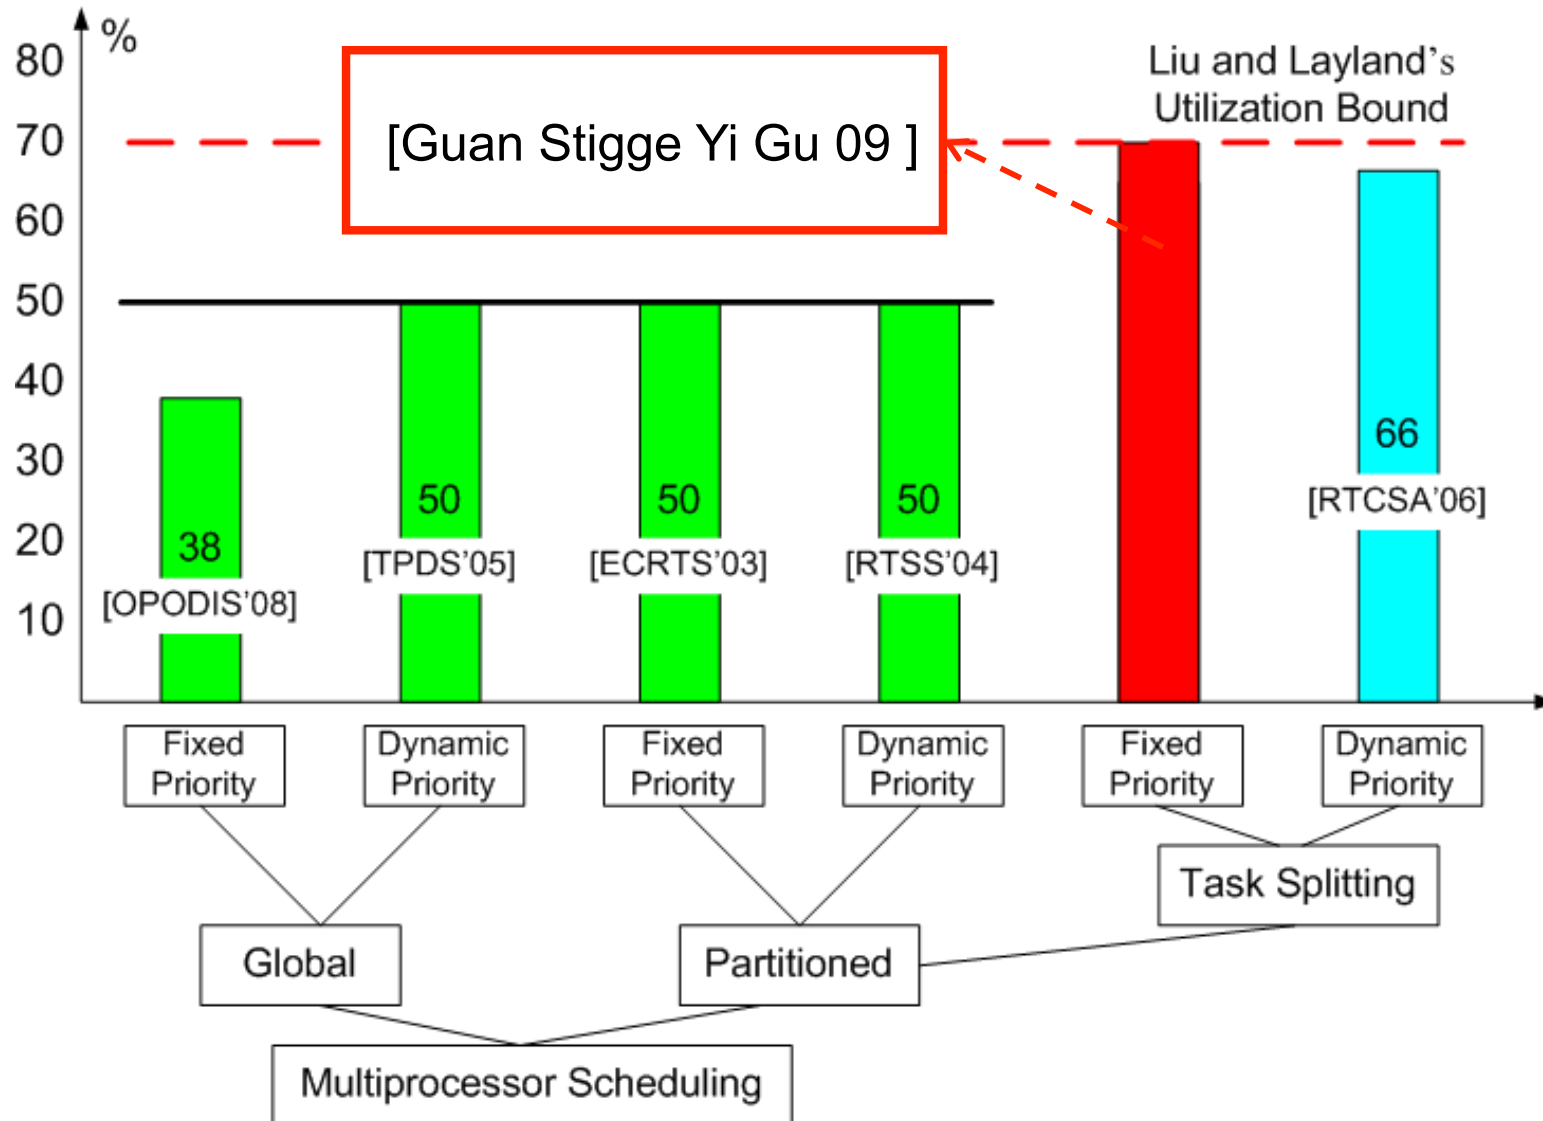 %
80
70
60
50
40
30
20
10
[Guan Stigge Yi Gu 09 ]
Liu and Layland's
Utilization Bound
38
[OPODIS'08]
50
[TPDS'05]
50
[ECRTS'03]
50
[RTSS'04]
66
[RTCSA'06]
Fixed
Priority
Dynamic
Priority
Fixed
Priority
Dynamic
Priority
Fixed
Priority
Dynamic
Priority
Task Splitting
Global
Partitioned
Multiprocessor Scheduling